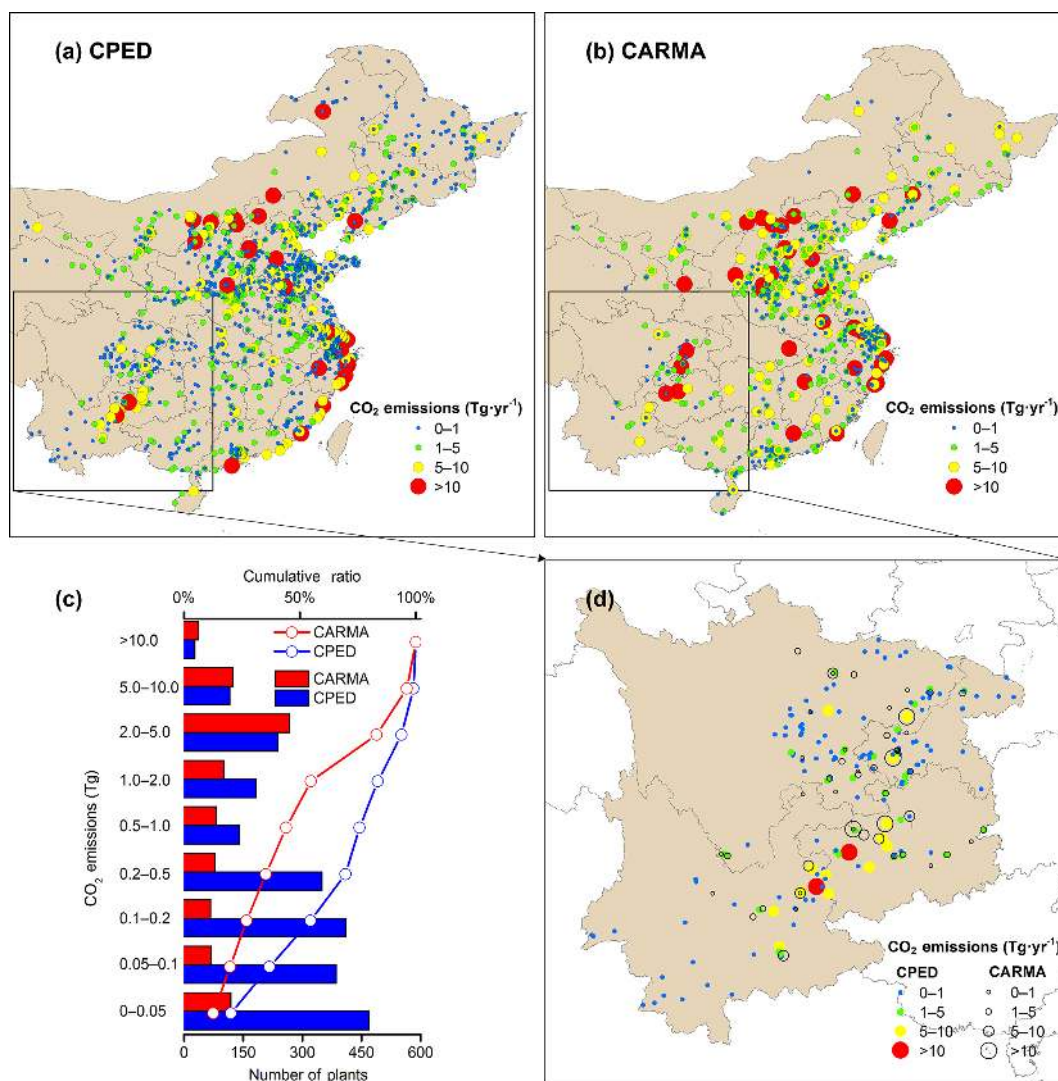 (a) CPED
CO₂ emissions (Tg·yr⁻¹)
0–1
1–5
5–10
>10
(b) CARMA
CO₂ emissions (Tg·yr⁻¹)
0–1
1–5
5–10
>10
(c)
Cumulative ratio
0% 50% 100%
CARMA
CPED
CARMA
CPED
CO₂ emissions (Tg)
>10.0
5.0–10.0
2.0–5.0
1.0–2.0
0.5–1.0
0.2–0.5
0.1–0.2
0.05–0.1
0–0.05
0 150 300 450 600
Number of plants
(d)
CO₂ emissions (Tg·yr⁻¹)
CPED CARMA
0–1 0–1
1–5 1–5
5–10 5–10
>10 >10